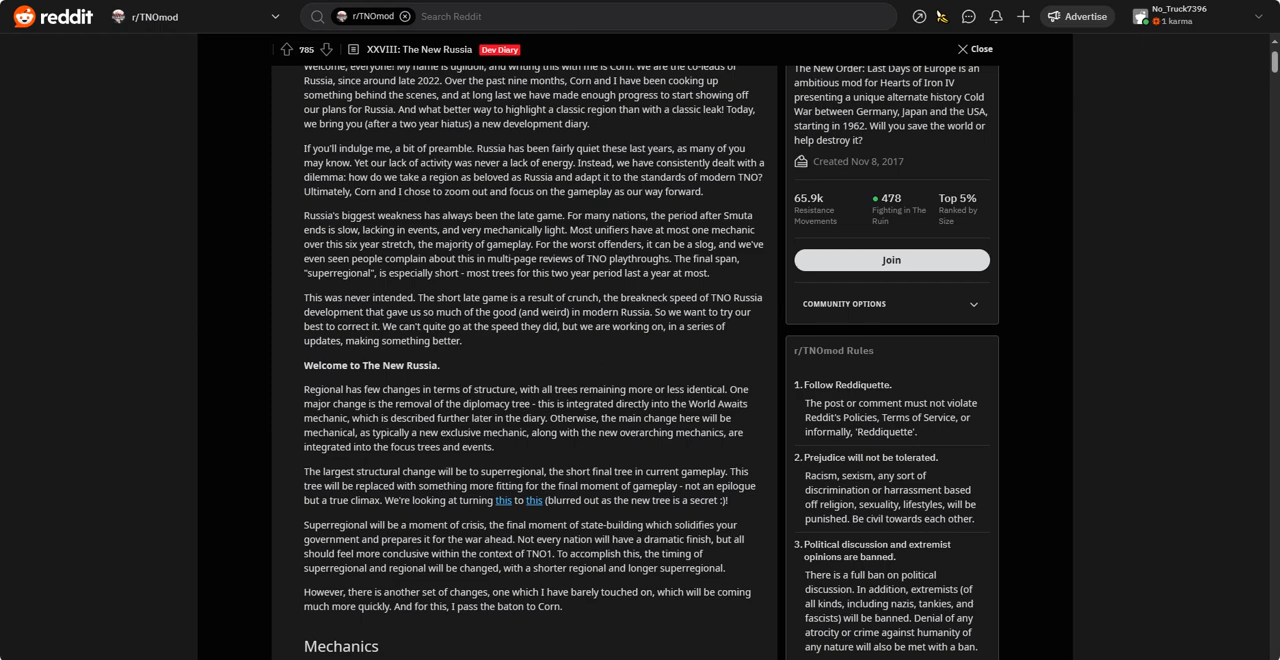 reddit
r/TNOmod
r/TNOmod
Search Reddit
Advertise
No_Truck7396
1 karma
785
XXVIII: The New Russia
Dev Diary
Close
Welcome, everyone! My name is ugliduff, and writing this with me is Corn. We are the co-leads of
Russia, since around late 2022. Over the past nine months, Corn and I have been cooking up
something behind the scenes, and at long last we have made enough progress to start showing off
our plans for Russia. And what better way to highlight a classic region than with a classic leak! Today,
we bring you (after a two year hiatus) a new development diary.
If you'll indulge me, a bit of preamble. Russia has been fairly quiet these last years, as many of you
may know. Yet our lack of activity was never a lack of energy. Instead, we have consistently dealt with a
dilemma: how do we take a region as beloved as Russia and adapt it to the standards of modern TNO?
Ultimately, Corn and I chose to zoom out and focus on the gameplay as our way forward.
Russia's biggest weakness has always been the late game. For many nations, the period after Smuta
ends is slow, lacking in events, and very mechanically light. Most unifiers have at most one mechanic
over this six year stretch, the majority of gameplay. For the worst offenders, it can be a slog, and we've
even seen people complain about this in multi-page reviews of TNO playthroughs. The final span,
"superregional", is especially short - most trees for this two year period last a year at most.
This was never intended. The short late game is a result of crunch, the breakneck speed of TNO Russia
development that gave us so much of the good (and weird) in modern Russia. So we want to try our
best to correct it. We can't quite go at the speed they did, but we are working on, in a series of
updates, making something better.
Welcome to The New Russia.
Regional has few changes in terms of structure, with all trees remaining more or less identical. One
major change is the removal of the diplomacy tree - this is integrated directly into the World Awaits
mechanic, which is described further later in the diary. Otherwise, the main change here will be
mechanical, as typically a new exclusive mechanic, along with the new overarching mechanics, are
integrated into the focus trees and events.
The largest structural change will be to superregional, the short final tree in current gameplay. This
tree will be replaced with something more fitting for the final moment of gameplay - not an epilogue
but a true climax. We're looking at turning this to this (blurred out as the new tree is a secret :)!
Superregional will be a moment of crisis, the final moment of state-building which solidifies your
government and prepares it for the war ahead. Not every nation will have a dramatic finish, but all
should feel more conclusive within the context of TNO1. To accomplish this, the timing of
superregional and regional will be changed, with a shorter regional and longer superregional.
However, there is another set of changes, one which I have barely touched on, which will be coming
much more quickly. And for this, I pass the baton to Corn.
Mechanics
The New Order: Last Days of Europe is an
ambitious mod for Hearts of Iron IV
presenting a unique alternate history Cold
War between Germany, Japan and the USA,
starting in 1962. Will you save the world or
help destroy it?
Created Nov 8, 2017
65.9k
Resistance
Movements
478
Fighting in The
Ruin
Top 5%
Ranked by
Size
Join
COMMUNITY OPTIONS
r/TNOmod Rules
1. Follow Reddiquette.
The post or comment must not violate
Reddit's Policies, Terms of Service, or
informally, 'Reddiquette'.
2. Prejudice will not be tolerated.
Racism, sexism, any sort of
discrimination or harrassment based
off religion, sexuality, lifestyles, will be
punished. Be civil towards each other.
3. Political discussion and extremist
opinions are banned.
There is a full ban on political
discussion. In addition, extremists (of
all kinds, including nazis, tankies, and
fascists) will be banned. Denial of any
atrocity or crime against humanity of
any nature will also be met with a ban.